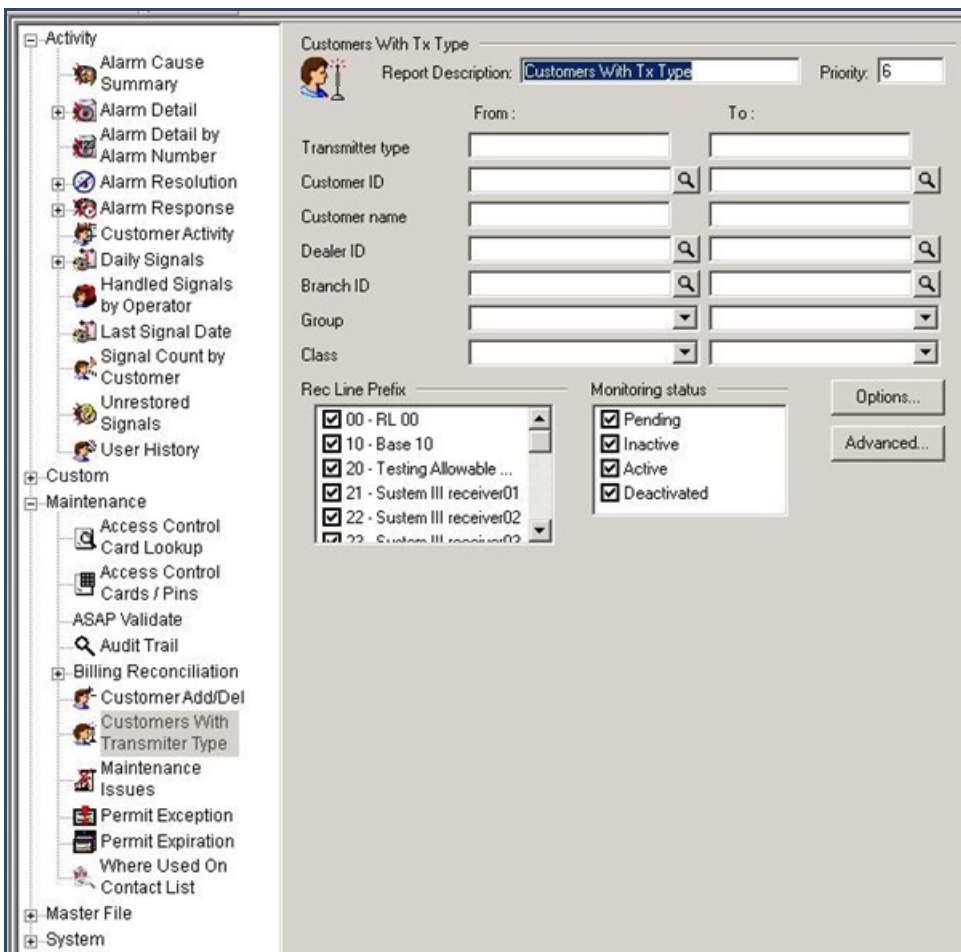 Activity
Alarm Cause
Summary
Alarm Detail
Alarm Detail by
Alarm Number
Alarm Resolution
Alarm Response
Customer Activity
Daily Signals
Handled Signals
by Operator
Last Signal Date
Signal Count by
Customer
Unrestored
Signals
User History
Custom
Maintenance
Access Control
Card Lookup
Access Control
Cards / Pins
ASAP Validate
Audit Trail
Billing Reconciliation
Customer Add/Del
Customers With
Transmiter Type
Maintenance
Issues
Permit Exception
Permit Expiration
Where Used On
Contact List
Master File
System
Customers With Tx Type
Report Description: Customers With Tx Type Priority: 6
From : To :
Transmitter type
Customer ID
Customer name
Dealer ID
Branch ID
Group
Class
Rec Line Prefix
00 - RL 00
10 - Base 10
20 - Testing Allowable ...
21 - Sustem III receiver01
22 - Sustem III receiver02
23 - Sustem III receiver03
Monitoring status
Pending
Inactive
Active
Deactivated
Options...
Advanced...